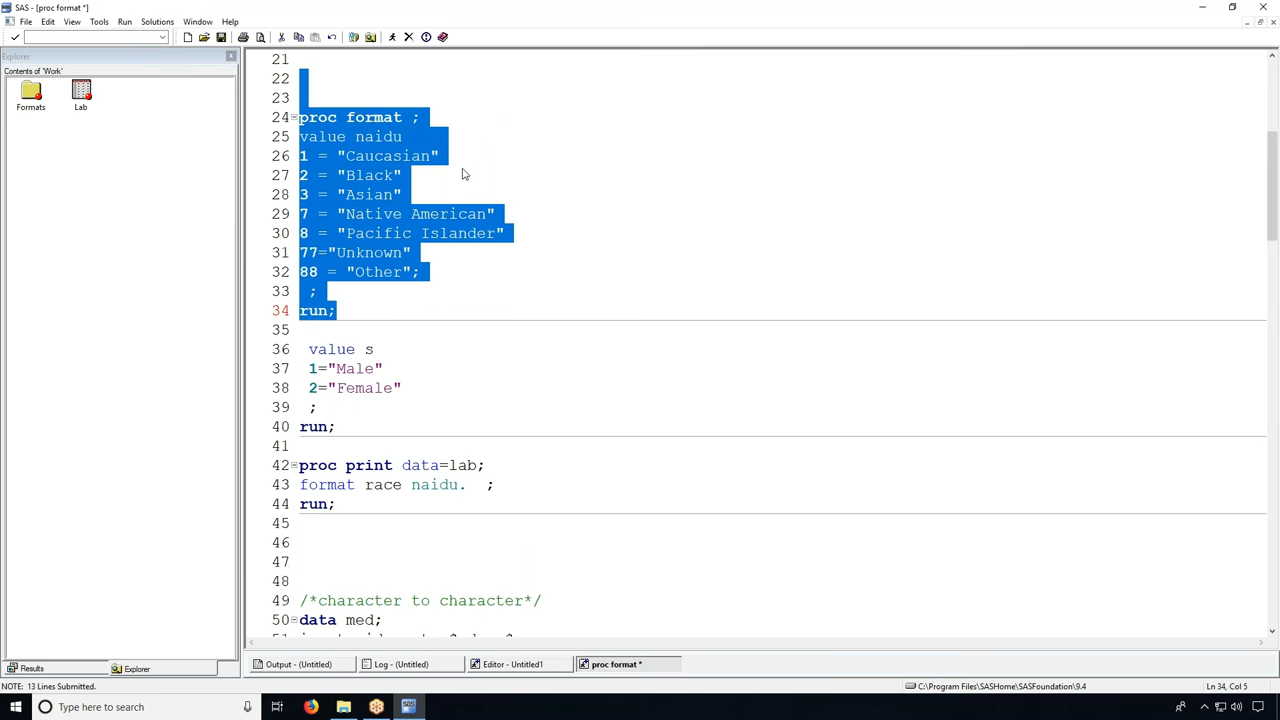 SAS - [proc format *]
File Edit View Tools Run Solutions Window Help
Explorer
Contents of 'Work'
Formats Lab
21
22
23
24 proc format ;
25 value naidu
26 1 = "Caucasian"
27 2 = "Black"
28 3 = "Asian"
29 7 = "Native American"
30 8 = "Pacific Islander"
31 77="Unknown"
32 88 = "Other";
33 ;
34 run;
35
36 value s
37 1="Male"
38 2="Female"
39 ;
40 run;
41
42 proc print data=lab;
43 format race naidu. ;
44 run;
45
46
47
48
49 /*character to character*/
50 data med;
Results Explorer
Output - (Untitled) Log - (Untitled) Editor - Untitled1 proc format *
NOTE: 13 Lines Submitted.
C:\Program Files\SASHome\SASFoundation\9.4
Ln 34, Col 5
Type here to search